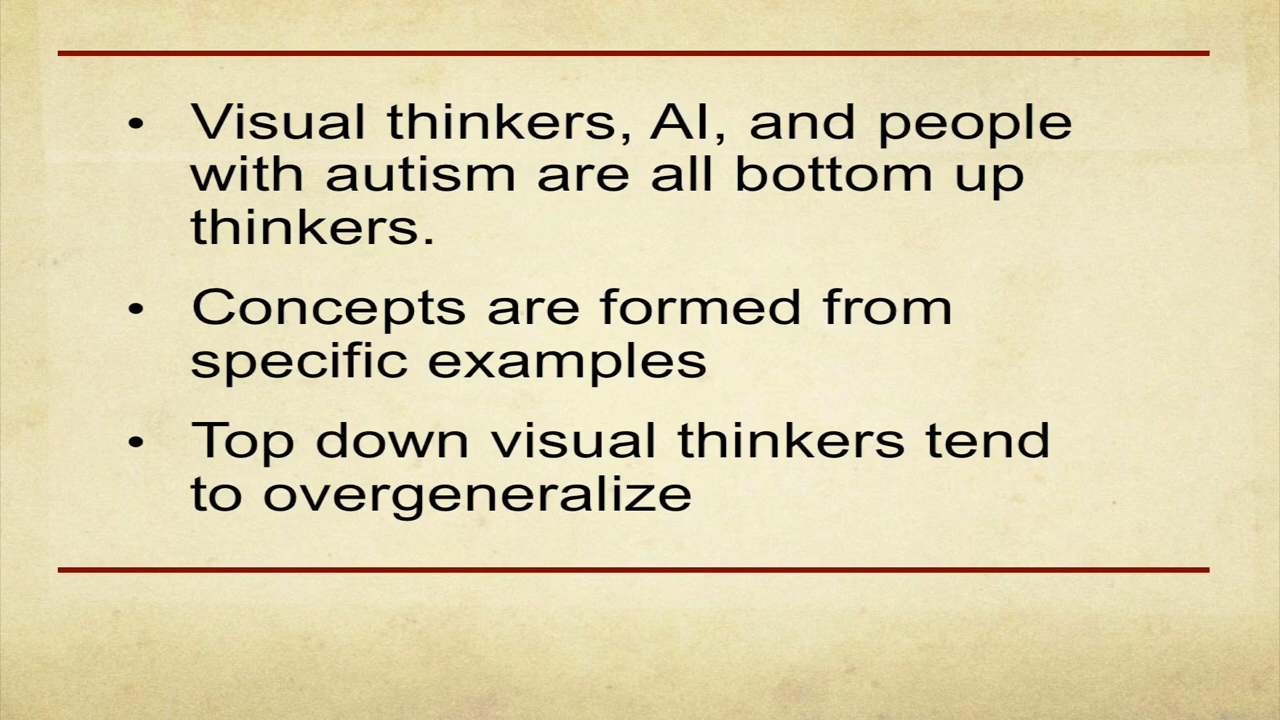 • Visual thinkers, AI, and people
with autism are all bottom up
thinkers.
• Concepts are formed from
specific examples
• Top down visual thinkers tend
to overgeneralize